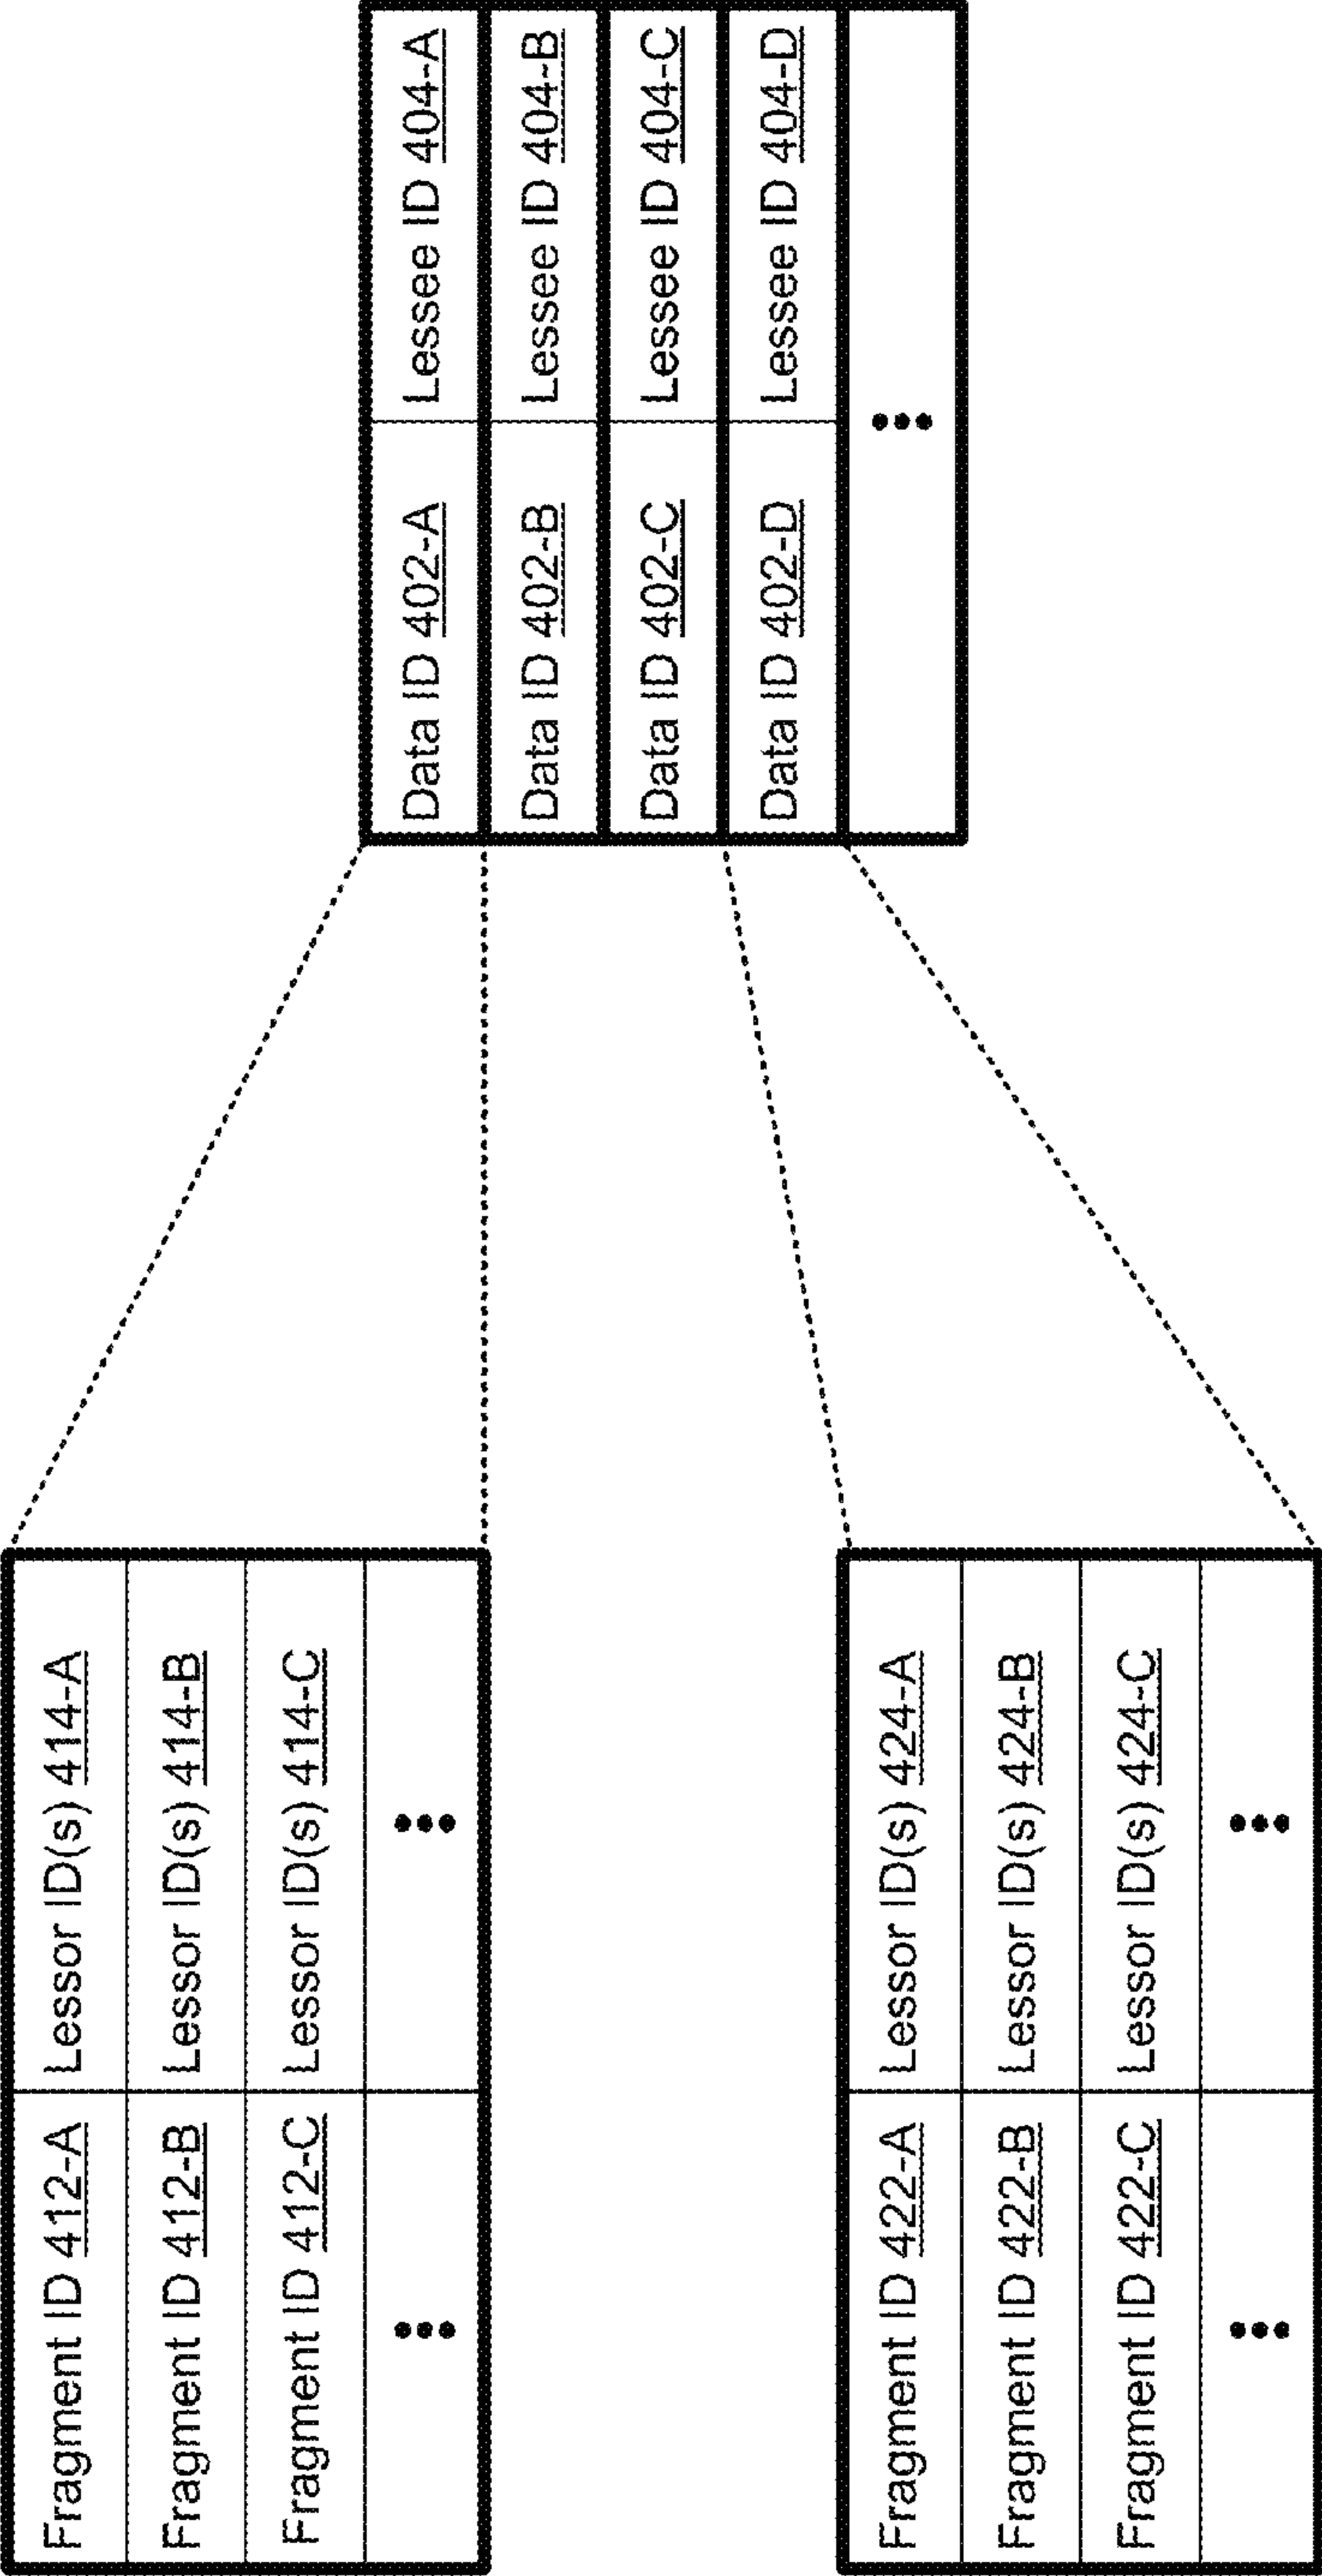 Fragment ID 412-A Lessor ID(s) 414-A
Fragment ID 412-B Lessor ID(s) 414-B
Fragment ID 412-C Lessor ID(s) 414-C
Data ID 402-A Lessee ID 404-A
Data ID 402-B Lessee ID 404-B
Data ID 402-C Lessee ID 404-C
Data ID 402-D Lessee ID 404-D
Fragment ID 422-A Lessor ID(s) 424-A
Fragment ID 422-B Lessor ID(s) 424-B
Fragment ID 422-C Lessor ID(s) 424-C